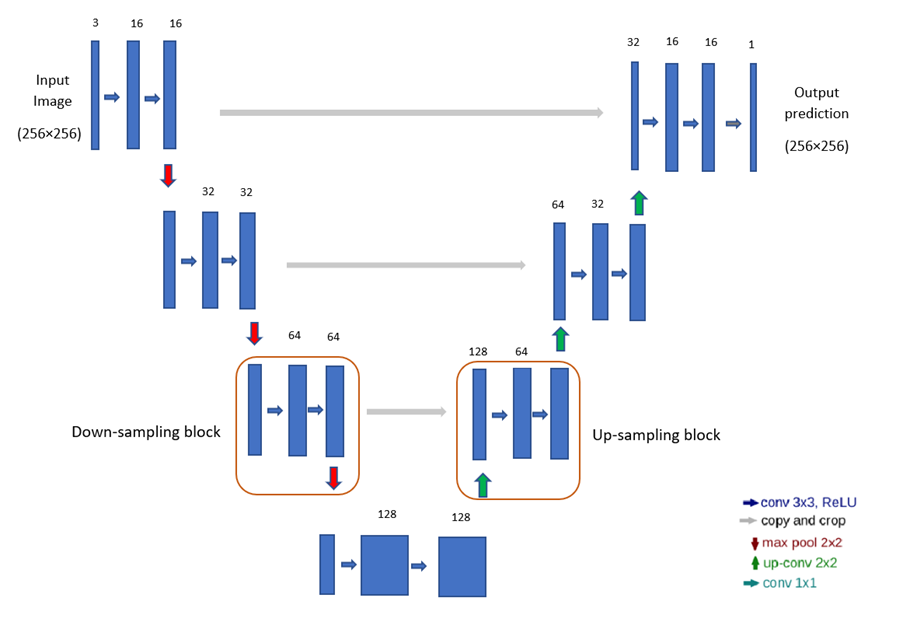 3 16 16
32 16 16 1
Input
Image
(256×256)
Output
prediction
(256×256)
32 32
64 32
64 64
128 64
Down-sampling block
Up-sampling block
128 128
conv 3x3, ReLU
copy and crop
max pool 2x2
up-conv 2x2
conv 1x1